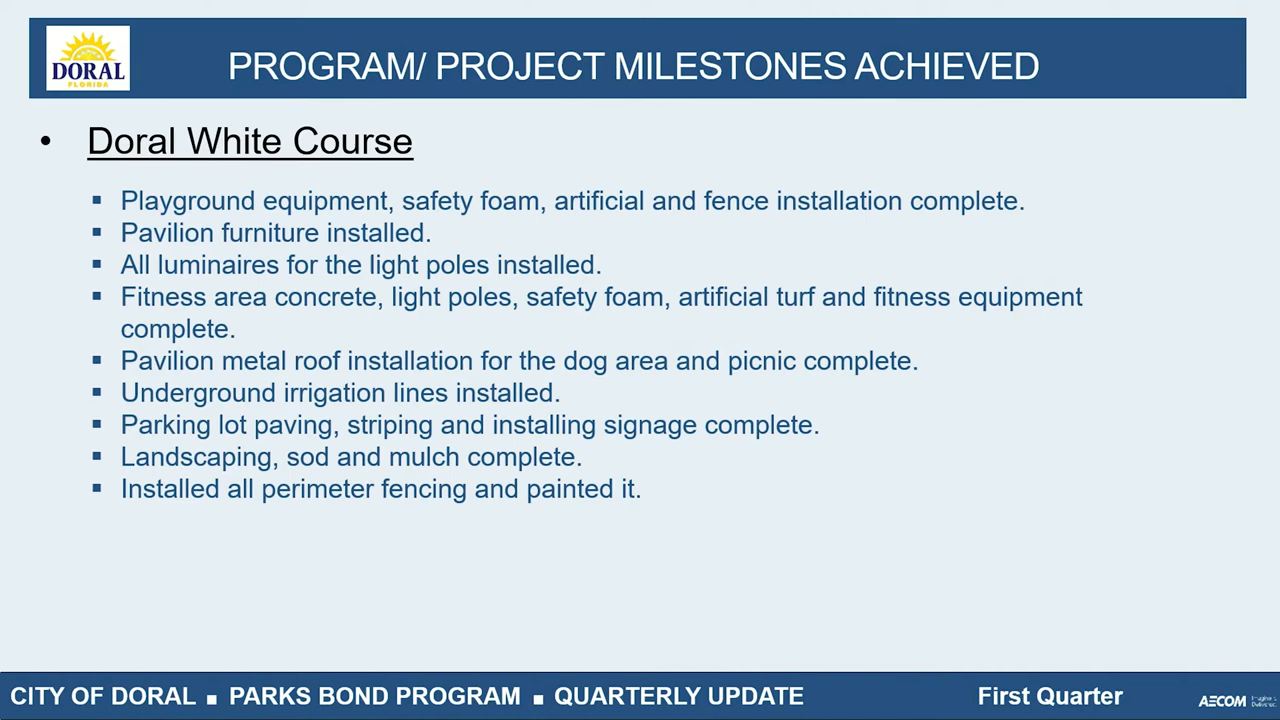 DORAL
FLORIDA
PROGRAM/ PROJECT MILESTONES ACHIEVED
• Doral White Course
▪ Playground equipment, safety foam, artificial and fence installation complete.
▪ Pavilion furniture installed.
▪ All luminaires for the light poles installed.
▪ Fitness area concrete, light poles, safety foam, artificial turf and fitness equipment
complete.
▪ Pavilion metal roof installation for the dog area and picnic complete.
▪ Underground irrigation lines installed.
▪ Parking lot paving, striping and installing signage complete.
▪ Landscaping, sod and mulch complete.
▪ Installed all perimeter fencing and painted it.
CITY OF DORAL ▪ PARKS BOND PROGRAM ▪ QUARTERLY UPDATE First Quarter AECOM